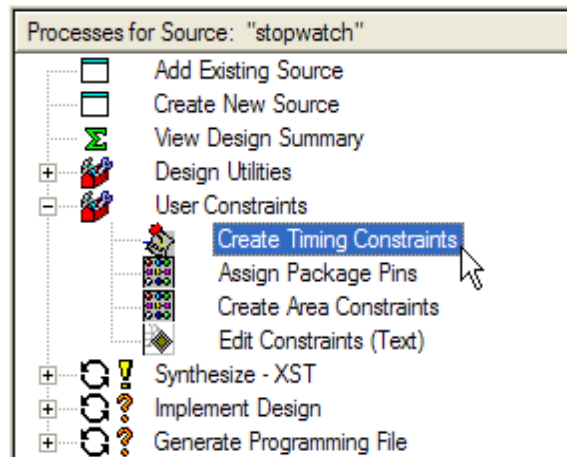 Processes for Source: "stopwatch"
Add Existing Source
Create New Source
View Design Summary
Design Utilities
User Constraints
Create Timing Constraints
Assign Package Pins
Create Area Constraints
Edit Constraints (Text)
Synthesize - XST
Implement Design
Generate Programming File